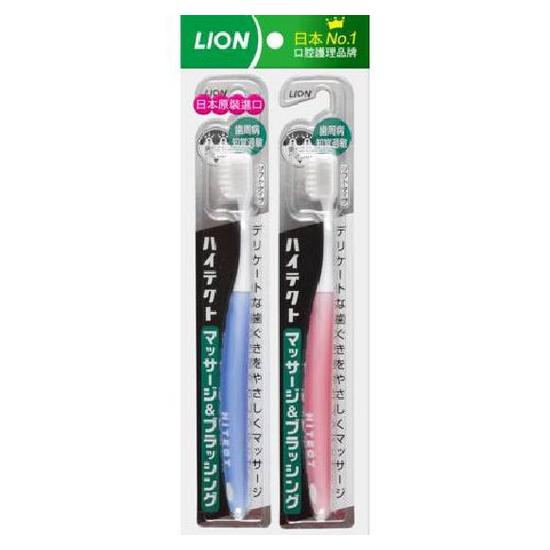 LION
日本No.1
口腔護理品牌
LION
日本原裝進口
歯周病
知覚過敏
デリケートな歯ぐきをやさしくマッサージ
ハイテクト
マッサージ&ブラッシング
HITECT
LION
歯周病
知覚過敏
デリケートな歯ぐきをやさしくマッサージ
ハイテクト
マッサージ&ブラッシング
HITECT